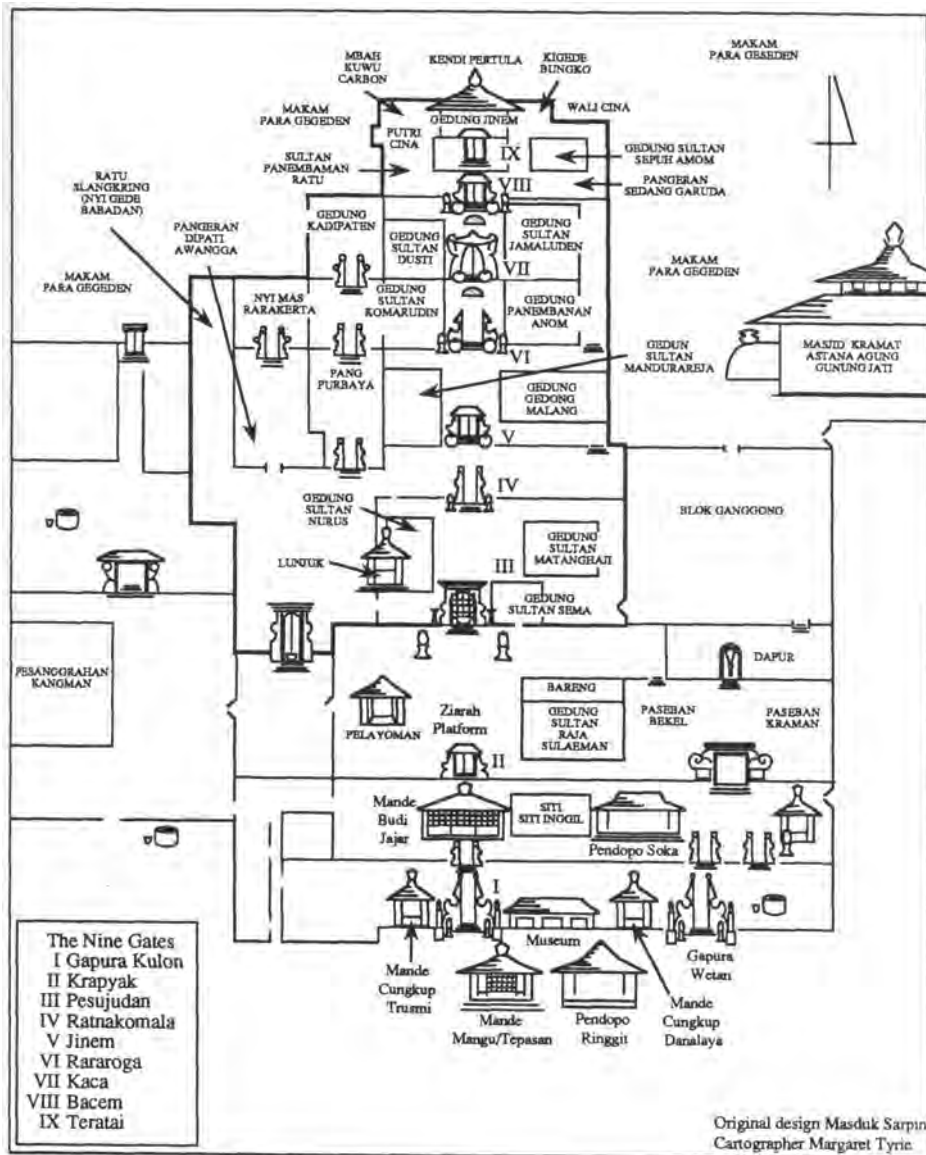 MAKAM
PARA GESEDEN
MBAH
KUWU
CARBON
KENDI PERTULA
KIGEDE
BUNGKO
MAKAM
PARA GEGEDEN
WALI CINA
GEDUNG JINEM
PUTRI
CINA
IX
SULTAN
PANEMBAMAN
RATU
GEDUNG SULTAN
SEPUH AMOM
PANGERAN
SEDANG GARUDA
VIII
RATU
SLANGKRING
(NYI GEDE
BABADAN)
PANGERAN
DIPATI
AWANGGA
GEDUNG
KADIPATEN
GEDUNG
SULTAN
DUSTI
GEDUNG
SULTAN
JAMALUDEN
VII
MAKAM
PARA GEGEDEN
MAKAM
PARA GEGEDEN
NYI MAS
RARAKERTA
GEDUNG
SULTAN
KOMARUDIN
GEDUNG
PANEMBANAN
ANOM
VI
MASJID KRAMAT
ASTANA AGUNG
GUNUNG JATI
PANG
PURBAYA
GEDUN
SULTAN
MANDURAREJA
GEDUNG
GEDONG
MALANG
V
IV
GEDUNG
SULTAN
NURUS
BLOK GANGGONG
LUNJUK
III
GEDUNG
SULTAN
MATANGHAJI
GEDUNG
SULTAN SEMA
PESANGGRAHAN
KANGMAN
DAPUR
PELAYOMAN
Ziarah
Platform
BARENG
GEDUNG
SULTAN
RAJA
SULAEMAN
PASEBAN
BEKEL
PASEBAN
KRAMAN
II
Mande
Budi
Jajar
SITI
SITI INGGIL
Pendopo Soka
I
Museum
Gapura
Wetan
Mande
Cungkup
Trusmi
Mande
Mangu/Tepasan
Pendopo
Ringgit
Mande
Cungkup
Danalaya
The Nine Gates
I Gapura Kulon
II Krapyak
III Pesujudan
IV Ratnakomala
V Jinem
VI Rararoga
VII Kaca
VIII Bacem
IX Teratai
Original design Masduk Sarpin
Cartographer Margaret Tyrie